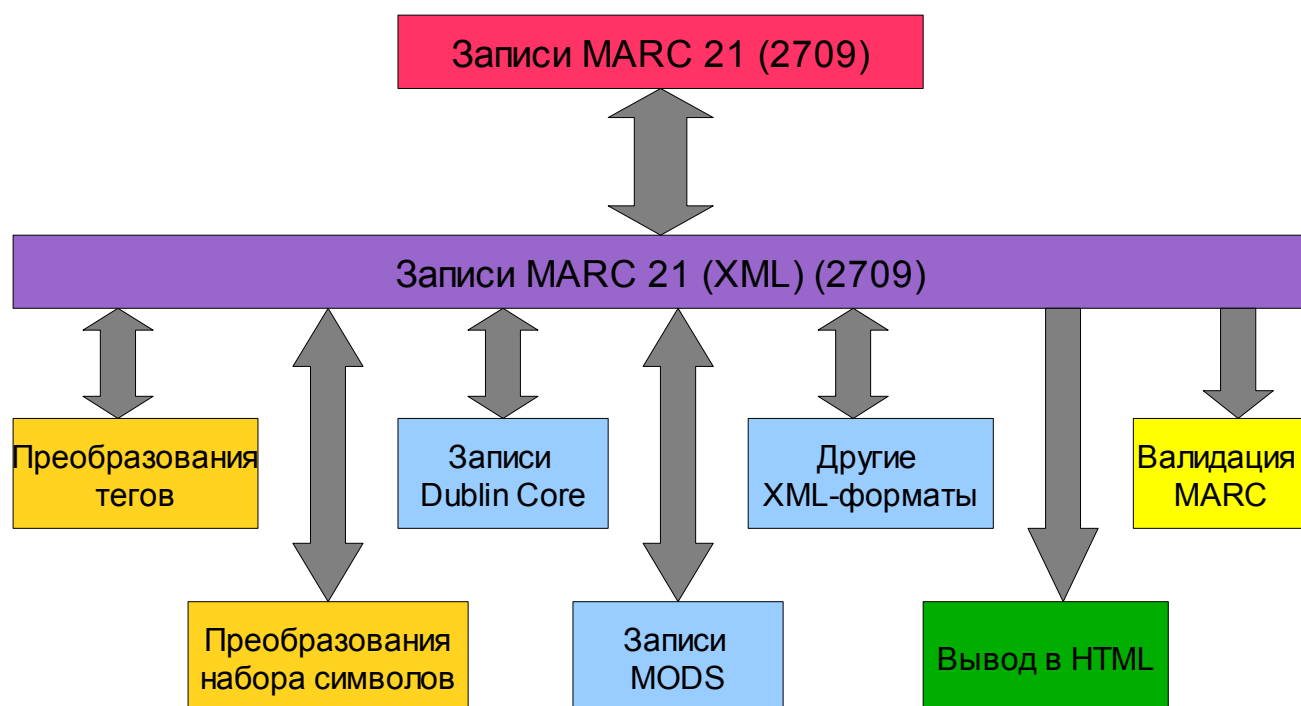 Записи MARC 21 (2709)
Записи MARC 21 (XML) (2709)
Преобразования
тегов
Записи
Dublin Core
Другие
XML-форматы
Валидация
MARC
Преобразования
набора символов
Записи
MODS
Вывод в HTML